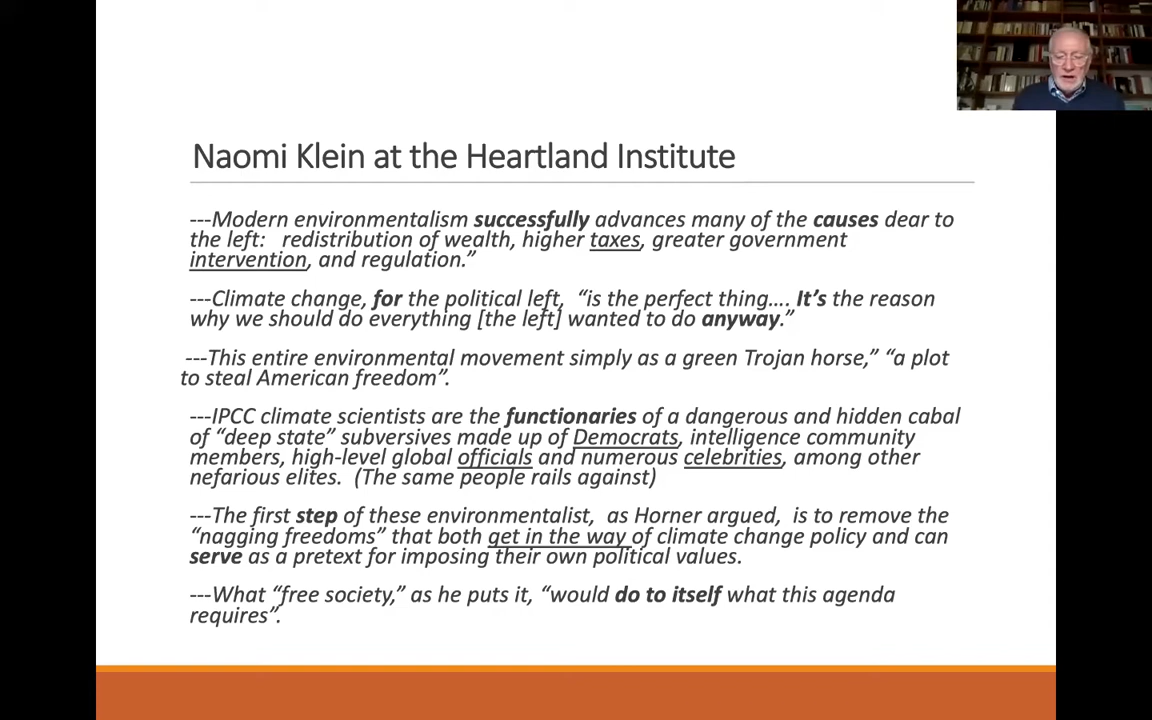 Naomi Klein at the Heartland Institute
---Modern environmentalism successfully advances many of the causes dear to
the left: redistribution of wealth, higher taxes, greater government
intervention, and regulation.”
---Climate change, for the political left, “is the perfect thing…. It’s the reason
why we should do everything [the left] wanted to do anyway.”
---This entire environmental movement simply as a green Trojan horse,” “a plot
to steal American freedom”.
---IPCC climate scientists are the functionaries of a dangerous and hidden cabal
of “deep state” subversives made up of Democrats, intelligence community
members, high-level global officials and numerous celebrities, among other
nefarious elites. (The same people rails against)
---The first step of these environmentalist, as Horner argued, is to remove the
“nagging freedoms” that both get in the way of climate change policy and can
serve as a pretext for imposing their own political values.
---What “free society,” as he puts it, “would do to itself what this agenda
requires”.